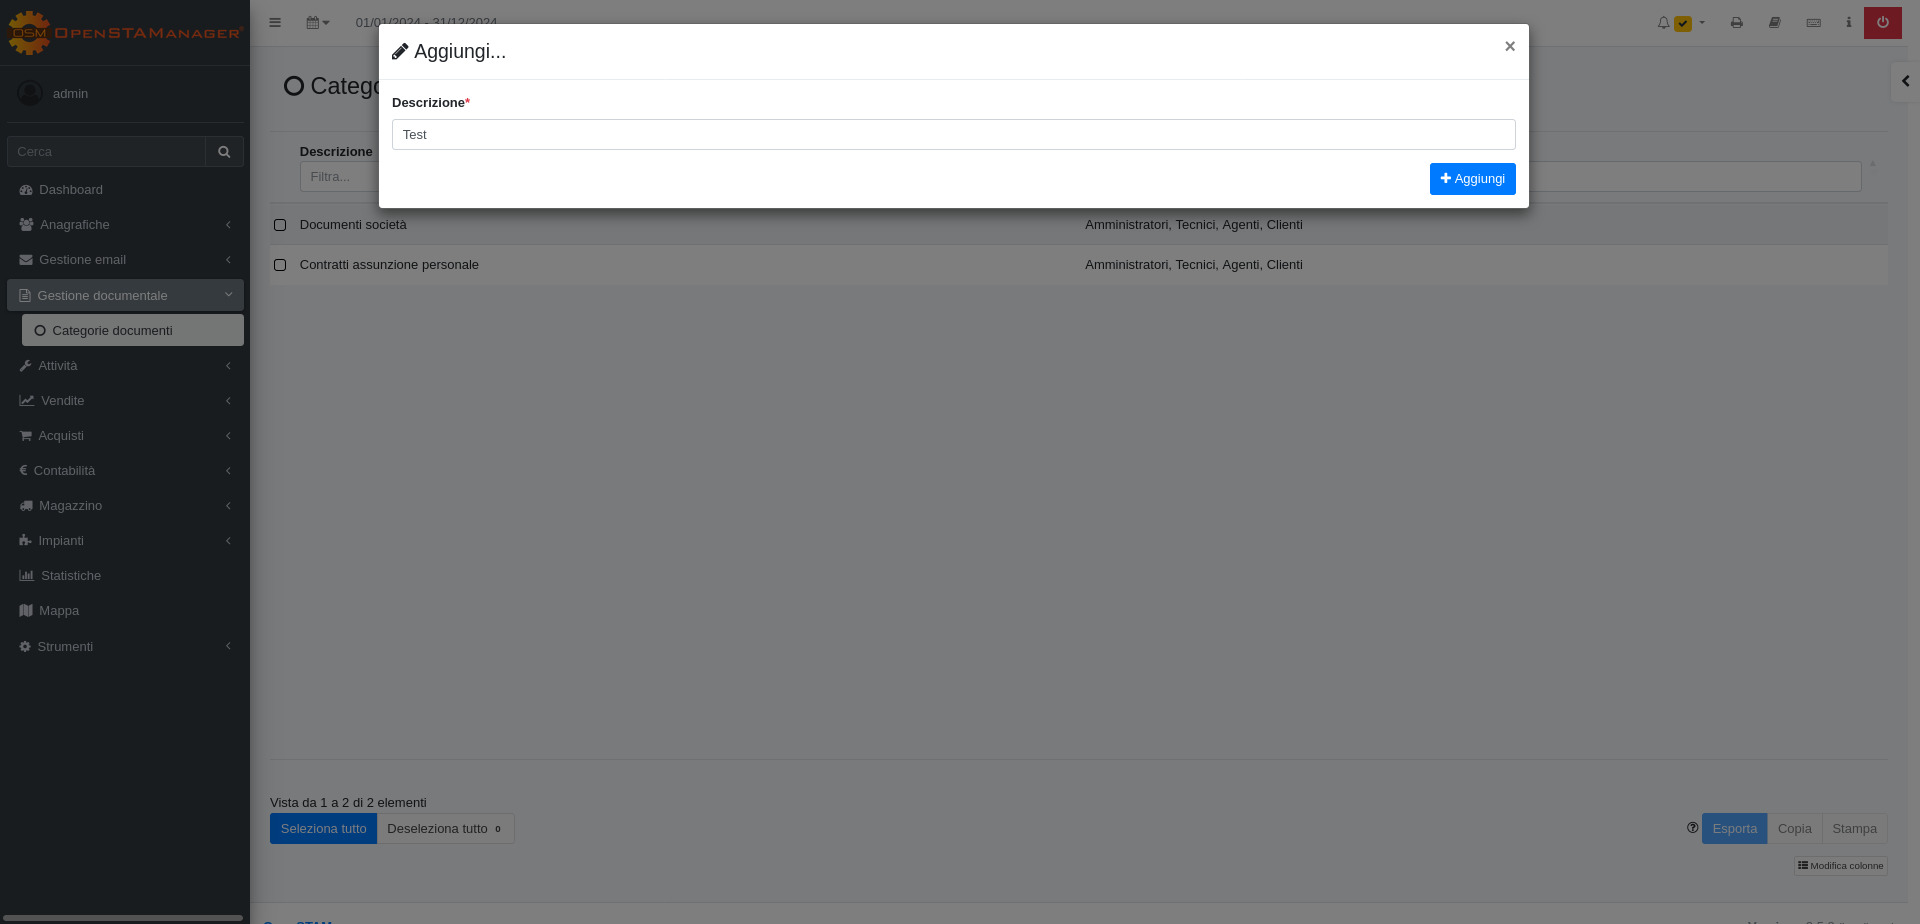 OSM OpenSTAManager
01/01/2024 - 31/12/2024
Aggiungi...
×
admin
Descrizione*
Test
Cerca
Descrizione
Filtra...
Aggiungi
Dashboard
Anagrafiche
Documenti società
Amministratori, Tecnici, Agenti, Clienti
Gestione email
Contratti assunzione personale
Amministratori, Tecnici, Agenti, Clienti
Gestione documentale
Categorie documenti
Attività
Vendite
Acquisti
Contabilità
Magazzino
Impianti
Statistiche
Mappa
Strumenti
Vista da 1 a 2 di 2 elementi
Seleziona tutto
Deseleziona tutto 0
Esporta
Copia
Stampa
Modifica colonne